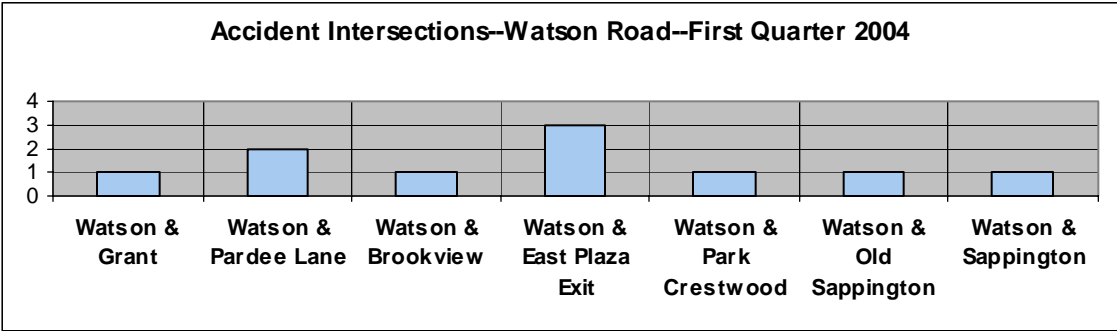 Accident Intersections--Watson Road--First Quarter 2004
4
3
2
1
0
Watson &
Grant
Watson &
Pardee Lane
Watson &
Brookview
Watson &
East Plaza
Exit
Watson &
Park
Crestwood
Watson &
Old
Sappington
Watson &
Sappington